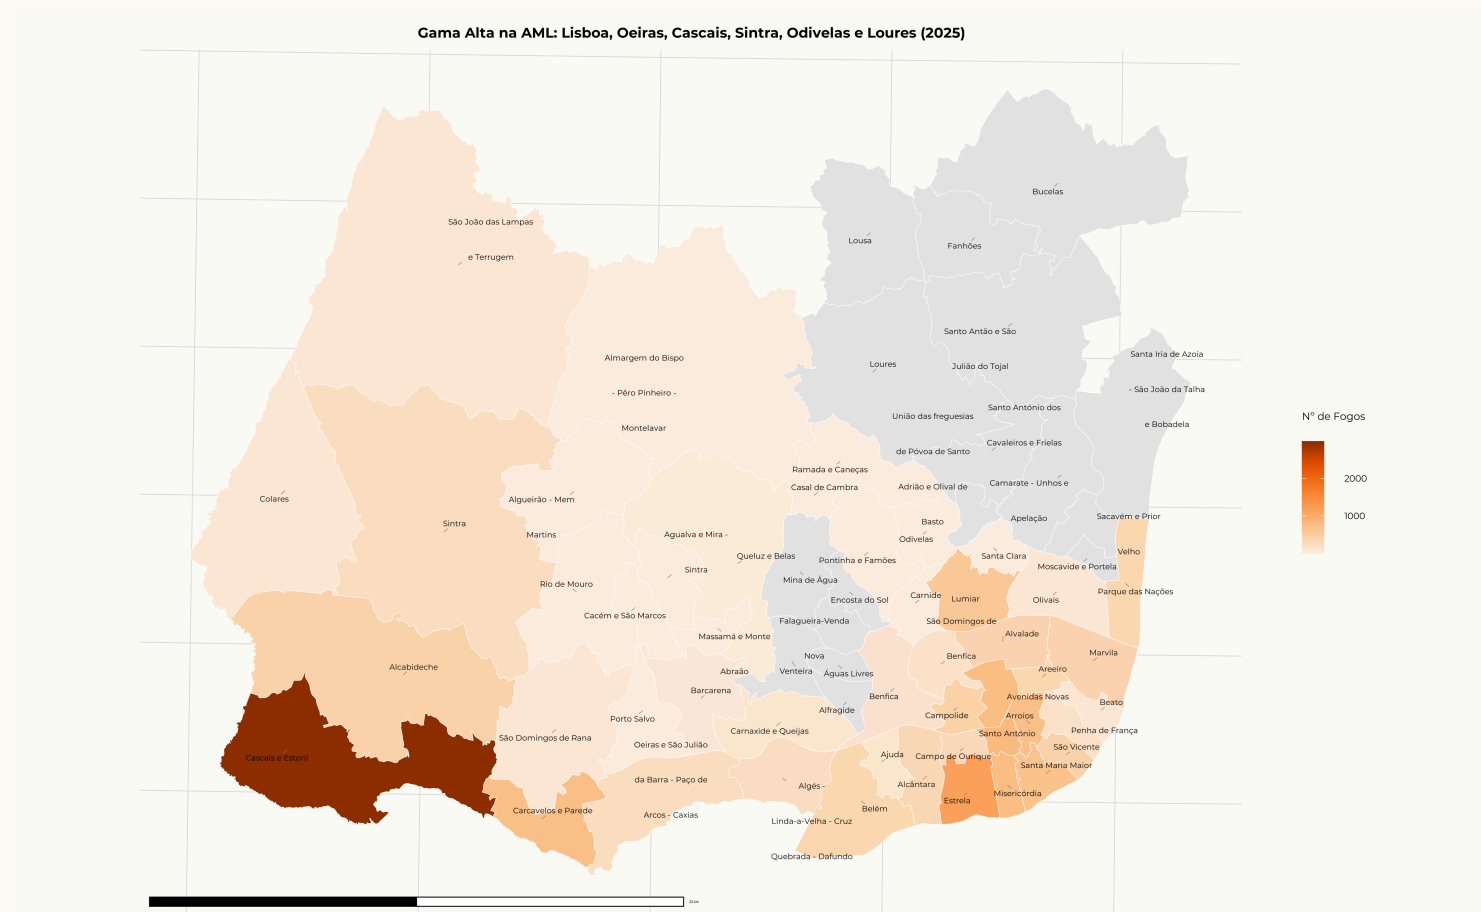 Gama Alta na AML: Lisboa, Oeiras, Cascais, Sintra, Odivelas e Loures (2025)
Bucelas
São João das Lampas
e Terrugem
Lousa
Fanhões
Santo Antão e São
Julião do Tojal
Santa Iria de Azoia
- São João da Talha
e Bobadela
Almargem do Bispo
- Pêro Pinheiro -
Montelavar
Loures
União das freguesias
de Póvoa de Santo
Adrião e Olival de
Basto
Santo António dos
Cavaleiros e Frielas
Nº de Fogos
2000
1000
Ramada e Caneças
Casal de Cambra
Camarate - Unhos e
Apelação
Colares
Algueirão - Mem
Martins
Sintra
Agualva e Mira -
Sintra
Queluz e Belas
Odivelas
Pontinha e Famões
Sacavém e Prior
Velho
Santa Clara
Moscavide e Portela
Mina de Água
Rio de Mouro
Encosta do Sol
Carnide
Lumiar
Olivais
Parque das Nações
Cacém e São Marcos
Falagueira-Venda
Nova
São Domingos de
Benfica
Massamá e Monte
Abraão
Alvalade
Marvila
Alcabideche
Venteira
Águas Livres
Areeiro
Barcarena
Benfica
Avenidas Novas
Beato
Alfragide
Campolide
Arroios
Porto Salvo
Carnaxide e Queijas
Santo António
Penha de França
São Domingos de Rana
Oeiras e São Julião
da Barra - Paço de
Arcos - Caxias
São Vicente
Cascais e Estoril
Ajuda
Campo de Ourique
Santa Maria Maior
Algés -
Linda-a-Velha - Cruz
Quebrada - Dafundo
Alcântara
Misericórdia
Estrela
Carcavelos e Parede
Belém
20 km